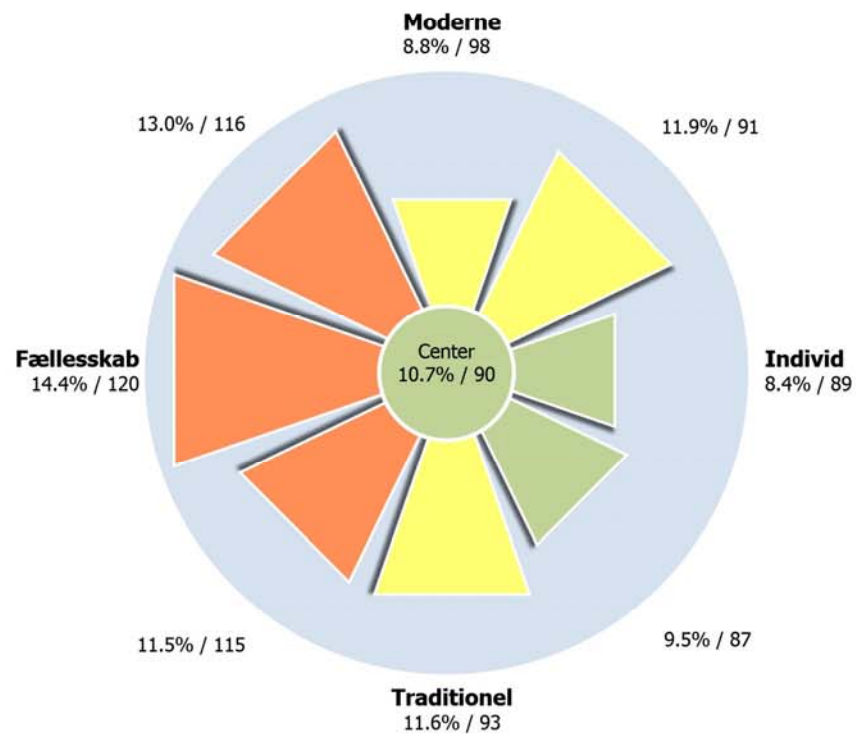 Moderne
8.8% / 98
13.0% / 116
11.9% / 91
Center
10.7% / 90
Fællesskab
14.4% / 120
Individ
8.4% / 89
11.5% / 115
9.5% / 87
Traditionel
11.6% / 93